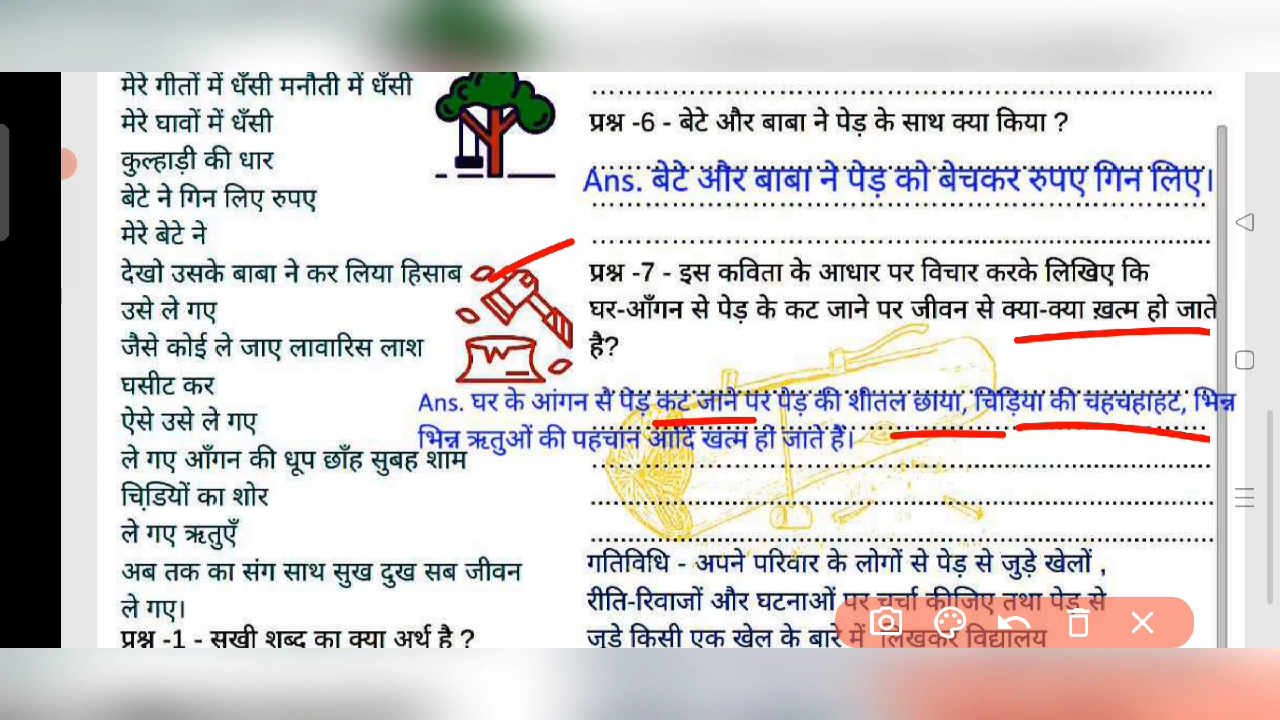 मेरे गीतों में धँसी मनौती में धँसी
मेरे घावों में धँसी
कुल्हाड़ी की धार
बेटे ने गिन लिए रुपए
मेरे बेटे ने
देखो उसके बाबा ने कर लिया हिसाब
उसे ले गए
जैसे कोई ले जाए लावारिस लाश
घसीट कर
ऐसे उसे ले गए
ले गए आँगन की धूप छाँह सुबह शाम
चिड़ियों का शोर
ले गए ऋतुएँ
अब तक का संग साथ सुख दुख सब जीवन
ले गए।
प्रश्न -1 - सखी शब्द का क्या अर्थ है ?
प्रश्न -6 - बेटे और बाबा ने पेड़ के साथ क्या किया ?
Ans. बेटे और बाबा ने पेड़ को बेचकर रुपए गिन लिए।
प्रश्न -7 - इस कविता के आधार पर विचार करके लिखिए कि
घर-आँगन से पेड़ के कट जाने पर जीवन से क्या-क्या ख़त्म हो जाते
है?
Ans. घर के आंगन से पेड़ कट जाने पर पेड़ की शीतल छाया, चिड़िया की चहचहाहट, भिन्न
भिन्न ऋतुओं की पहचान आदि खत्म हो जाते हैं।
गतिविधि - अपने परिवार के लोगों से पेड़ से जुड़े खेलों ,
रीति-रिवाजों और घटनाओं पर चर्चा कीजिए तथा पेड़ से
जुड़े किसी एक खेल के बारे में लिखकर विद्यालय